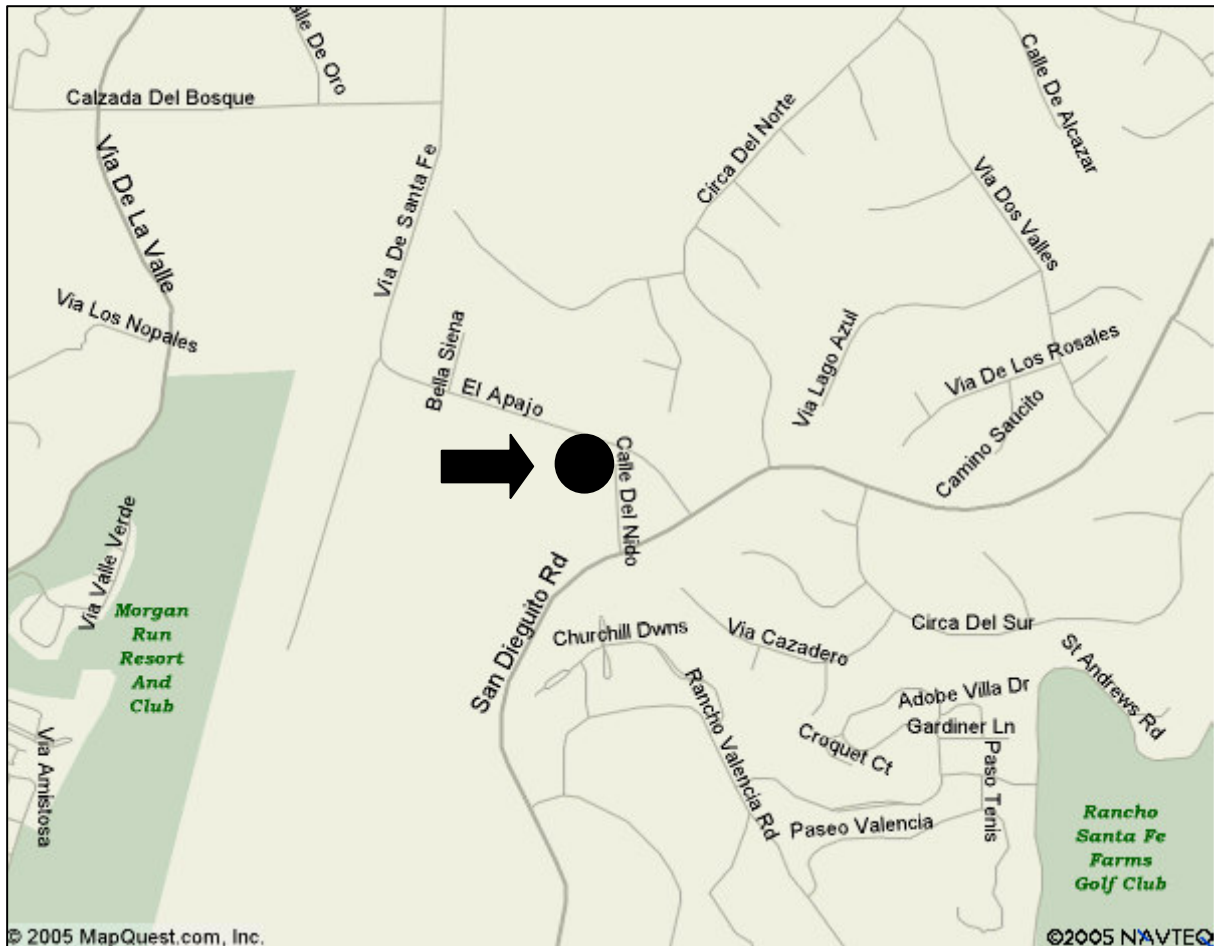 alle De Oro
Calzada Del Bosque
Calle De Alcazar
Circa Del Norte
Via De La Valle
Via De Santa Fe
Via Dos Valles
Via Los Nopales
Bella Siena
El Apajo
Via Lago Azul
Via De Los Rosales
Camino Saucito
Calle Del Nido
Via Valle Verde
San Dieguito Rd
Morgan
Run
Resort
And
Club
Churchill Dwns
Via Cazadero
Circa Del Sur
St Andrews Rd
Rancho Valencia Rd
Adobe Villa Dr
Gardiner Ln
Croquet Ct
Paso Tenis
Via Amistosa
Paseo Valencia
Rancho
Santa Fe
Farms
Golf Club
© 2005 MapQuest.com, Inc.
©2005 NAVTEQ